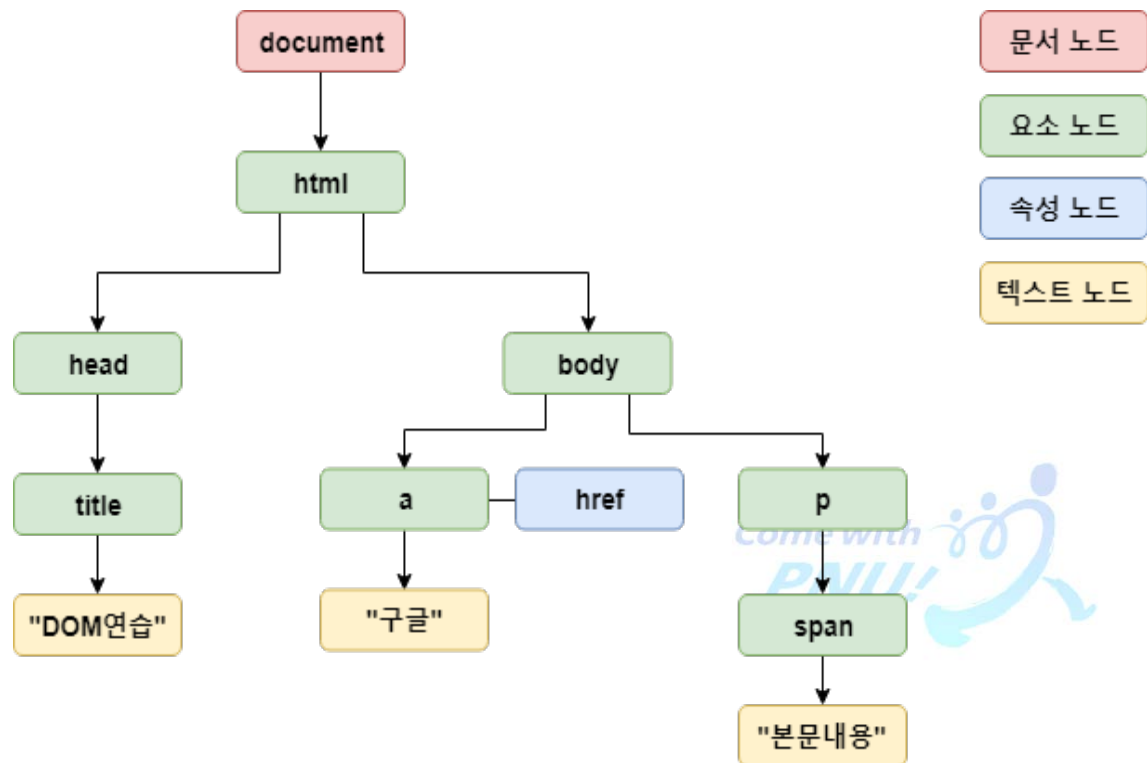 document
문서 노드
요소 노드
html
속성 노드
텍스트 노드
head
body
title
a
href
p
Come with
PNU!
"DOM연습"
"구글"
span
"본문내용"